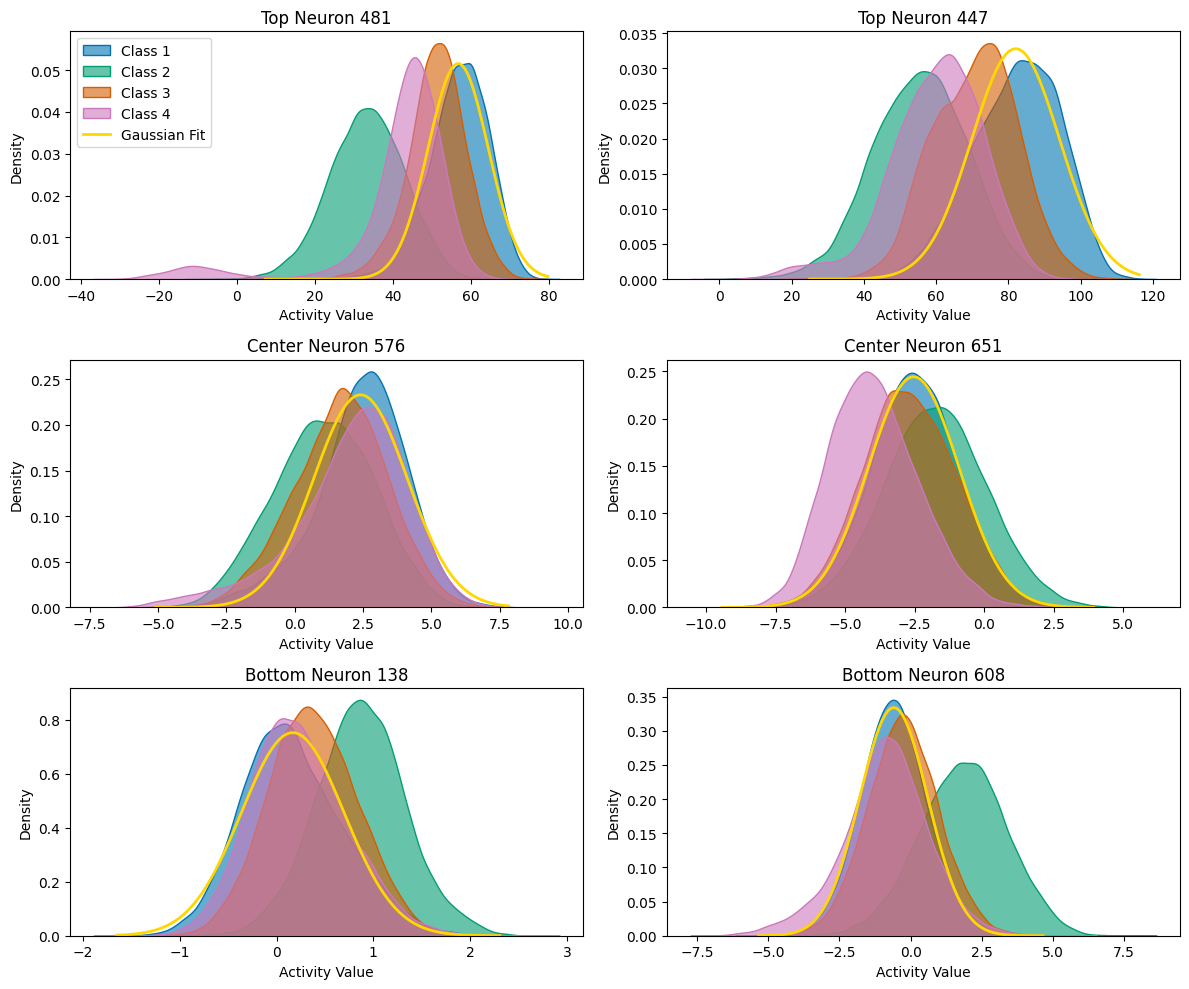 Top Neuron 481
0.05
0.04
0.03
0.02
0.01
0.00
Density
Class 1
Class 2
Class 3
Class 4
Gaussian Fit
−40 −20 0 20 40 60 80
Activity Value
Top Neuron 447
0.035
0.030
0.025
0.020
0.015
0.010
0.005
0.000
Density
0 20 40 60 80 100 120
Activity Value
Center Neuron 576
0.25
0.20
0.15
0.10
0.05
0.00
Density
−7.5 −5.0 −2.5 0.0 2.5 5.0 7.5 10.0
Activity Value
Center Neuron 651
0.25
0.20
0.15
0.10
0.05
0.00
Density
−10.0 −7.5 −5.0 −2.5 0.0 2.5 5.0
Activity Value
Bottom Neuron 138
0.8
0.6
0.4
0.2
0.0
Density
−2 −1 0 1 2 3
Activity Value
Bottom Neuron 608
0.35
0.30
0.25
0.20
0.15
0.10
0.05
0.00
Density
−7.5 −5.0 −2.5 0.0 2.5 5.0 7.5
Activity Value